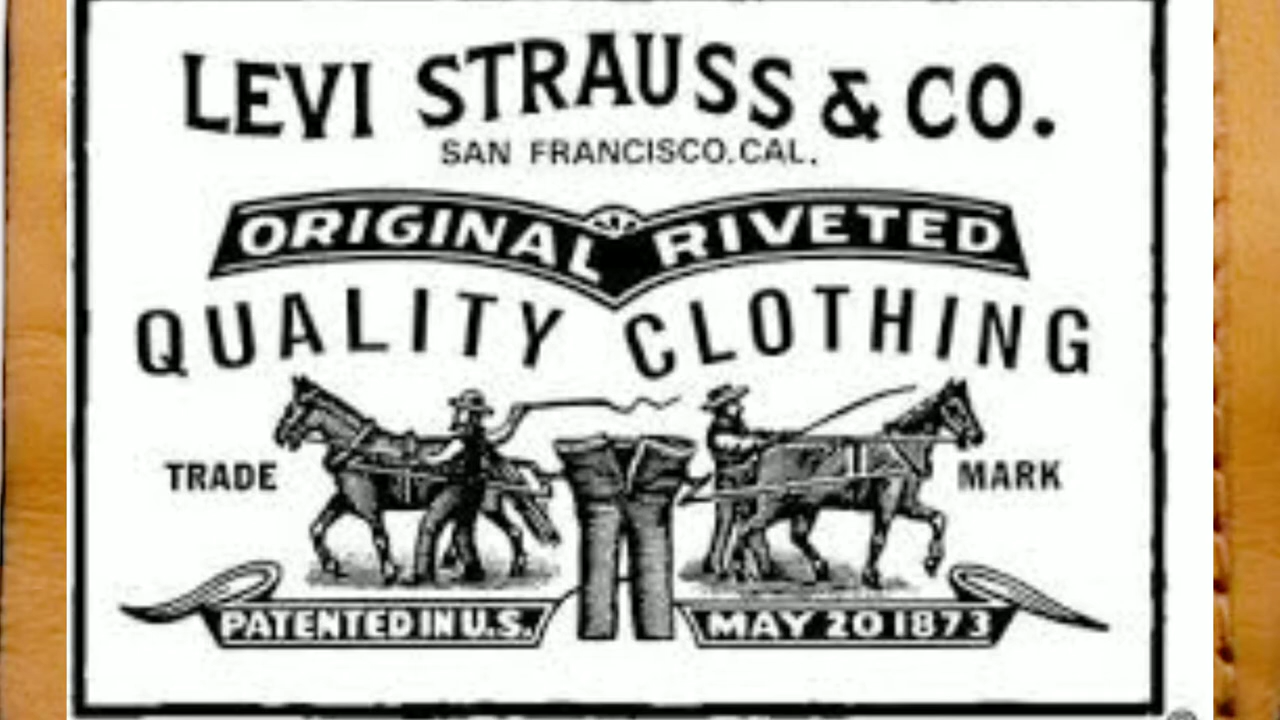 LEVI STRAUSS & CO.
SAN FRANCISCO. CAL.
ORIGINAL RIVETED
QUALITY CLOTHING
TRADE MARK
PATENTED IN U.S. MAY 20 1873